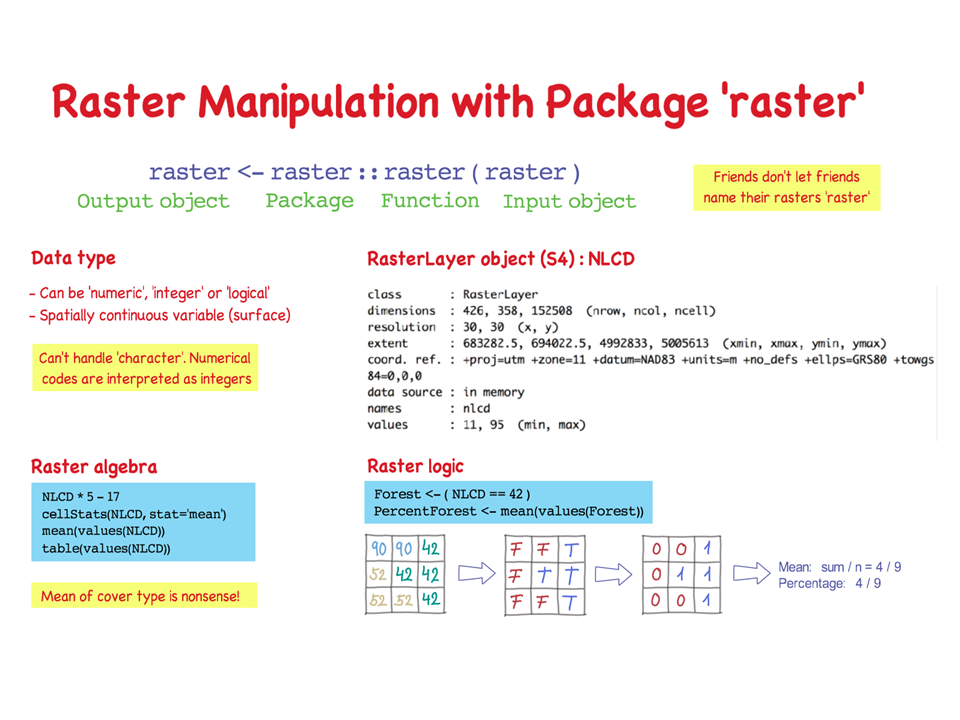 Raster Manipulation with Package 'raster'
raster <- raster :: raster ( raster )
Output object Package Function Input object
Friends don't let friends
name their rasters 'raster'
Data type
- Can be 'numeric', 'integer' or 'logical'
- Spatially continuous variable (surface)
Can't handle 'character'. Numerical
codes are interpreted as integers
RasterLayer object (S4) : NLCD
class : RasterLayer
dimensions : 426, 358, 152508 (nrow, ncol, ncell)
resolution : 30, 30 (x, y)
extent : 683282.5, 694022.5, 4992833, 5005613 (xmin, xmax, ymin, ymax)
coord. ref. : +proj=utm +zone=11 +datum=NAD83 +units=m +no_defs +ellps=GRS80 +towgs
84=0,0,0
data source : in memory
names : nlcd
values : 11, 95 (min, max)
Raster algebra
NLCD * 5 - 17
cellStats(NLCD, stat='mean')
mean(values(NLCD))
table(values(NLCD))
Mean of cover type is nonsense!
Raster logic
Forest <- ( NLCD == 42 )
PercentForest <- mean(values(Forest))
90 90 42 F F T 0 0 1
52 42 42 F T T 0 1 1
52 52 42 F F T 0 0 1
Mean: sum / n = 4 / 9
Percentage: 4 / 9